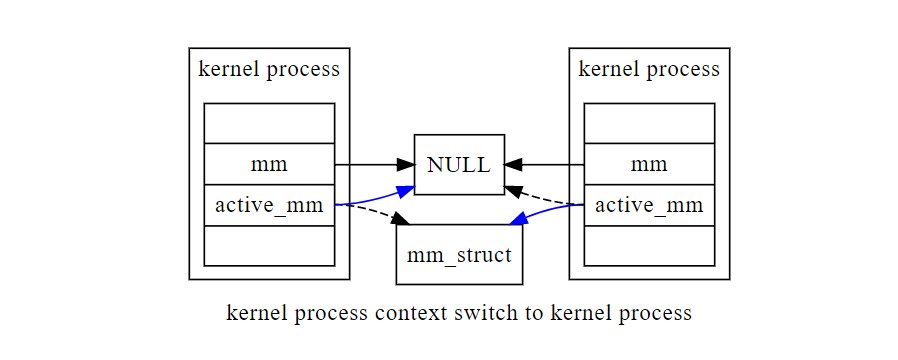 kernel process
mm
active_mm
NULL
mm_struct
kernel process
mm
active_mm
kernel process context switch to kernel process